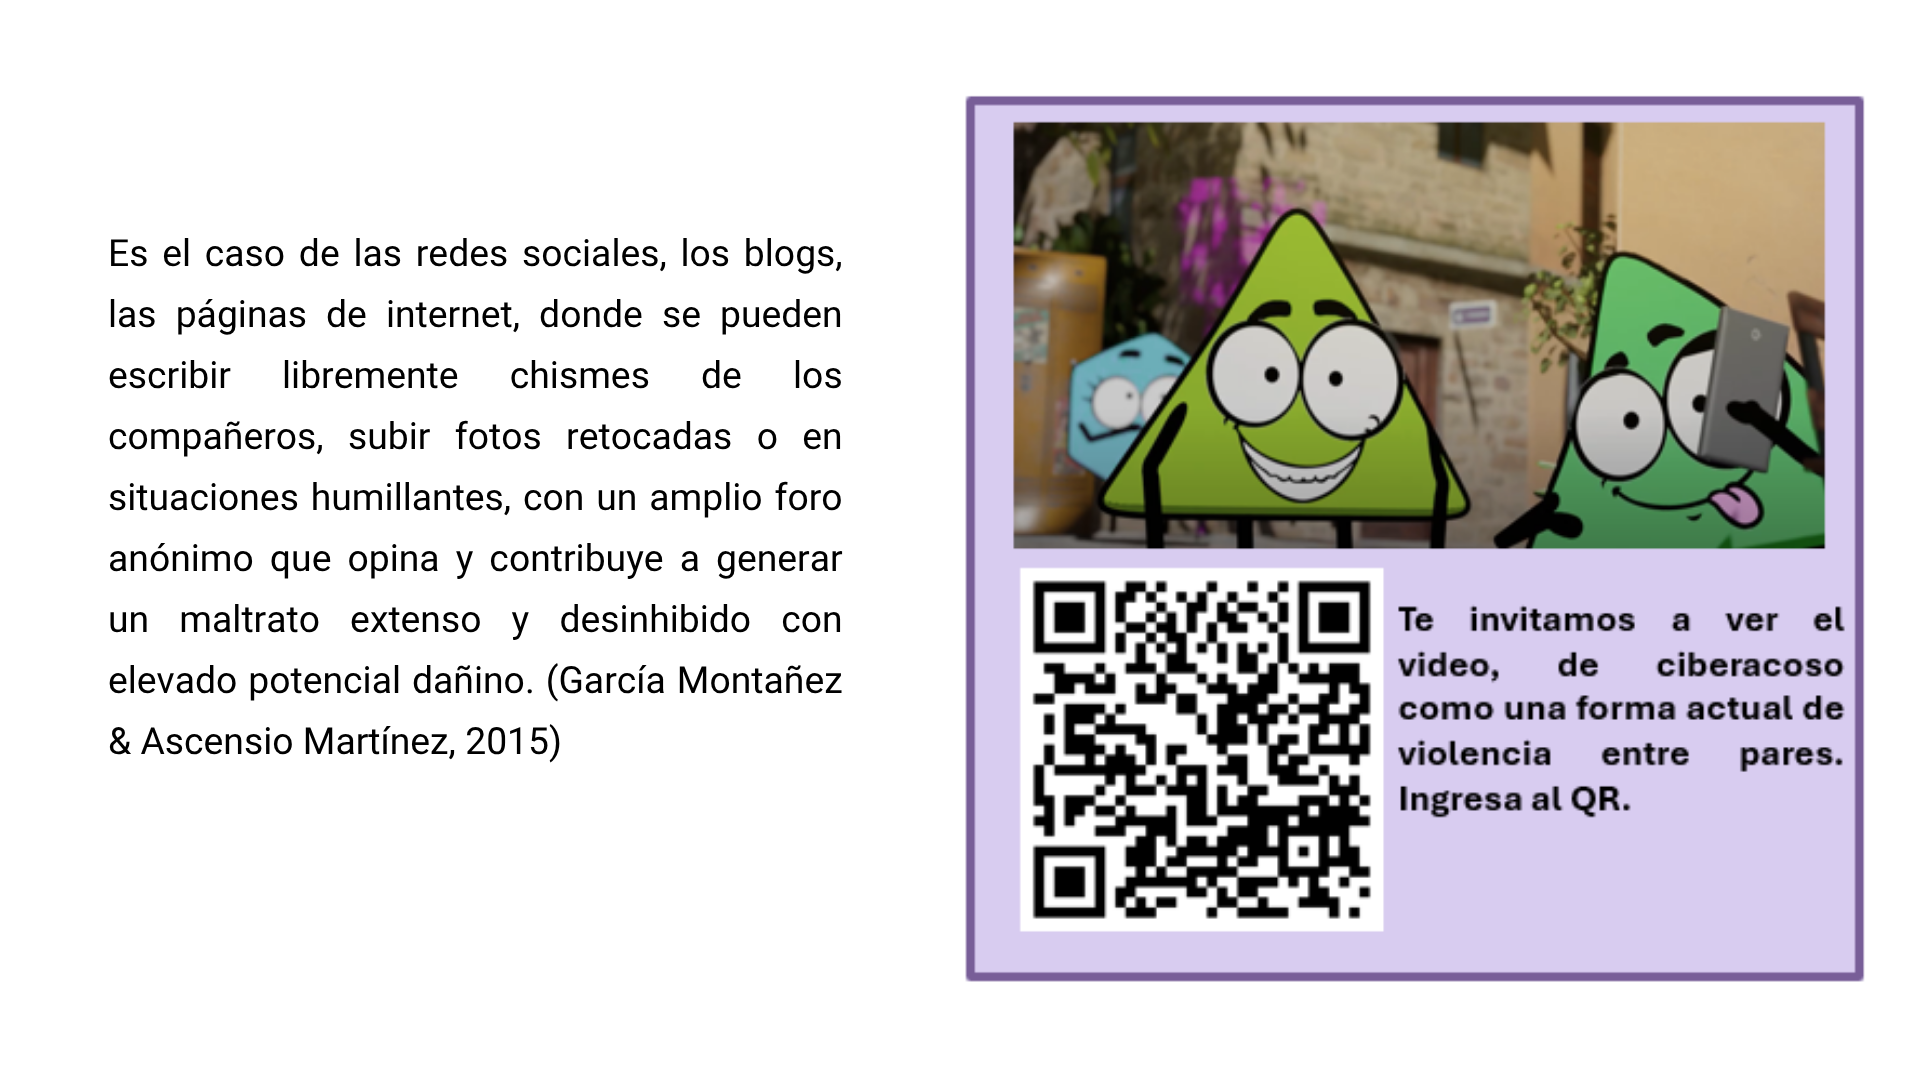 Es el caso de las redes sociales, los blogs,
las páginas de internet, donde se pueden
escribir libremente chismes de los
compañeros, subir fotos retocadas o en
situaciones humillantes, con un amplio foro
anónimo que opina y contribuye a generar
un maltrato extenso y desinhibido con
elevado potencial dañino. (García Montañez
& Ascensio Martínez, 2015)
Te invitamos a ver el
video, de ciberacoso
como una forma actual de
violencia entre pares.
Ingresa al QR.